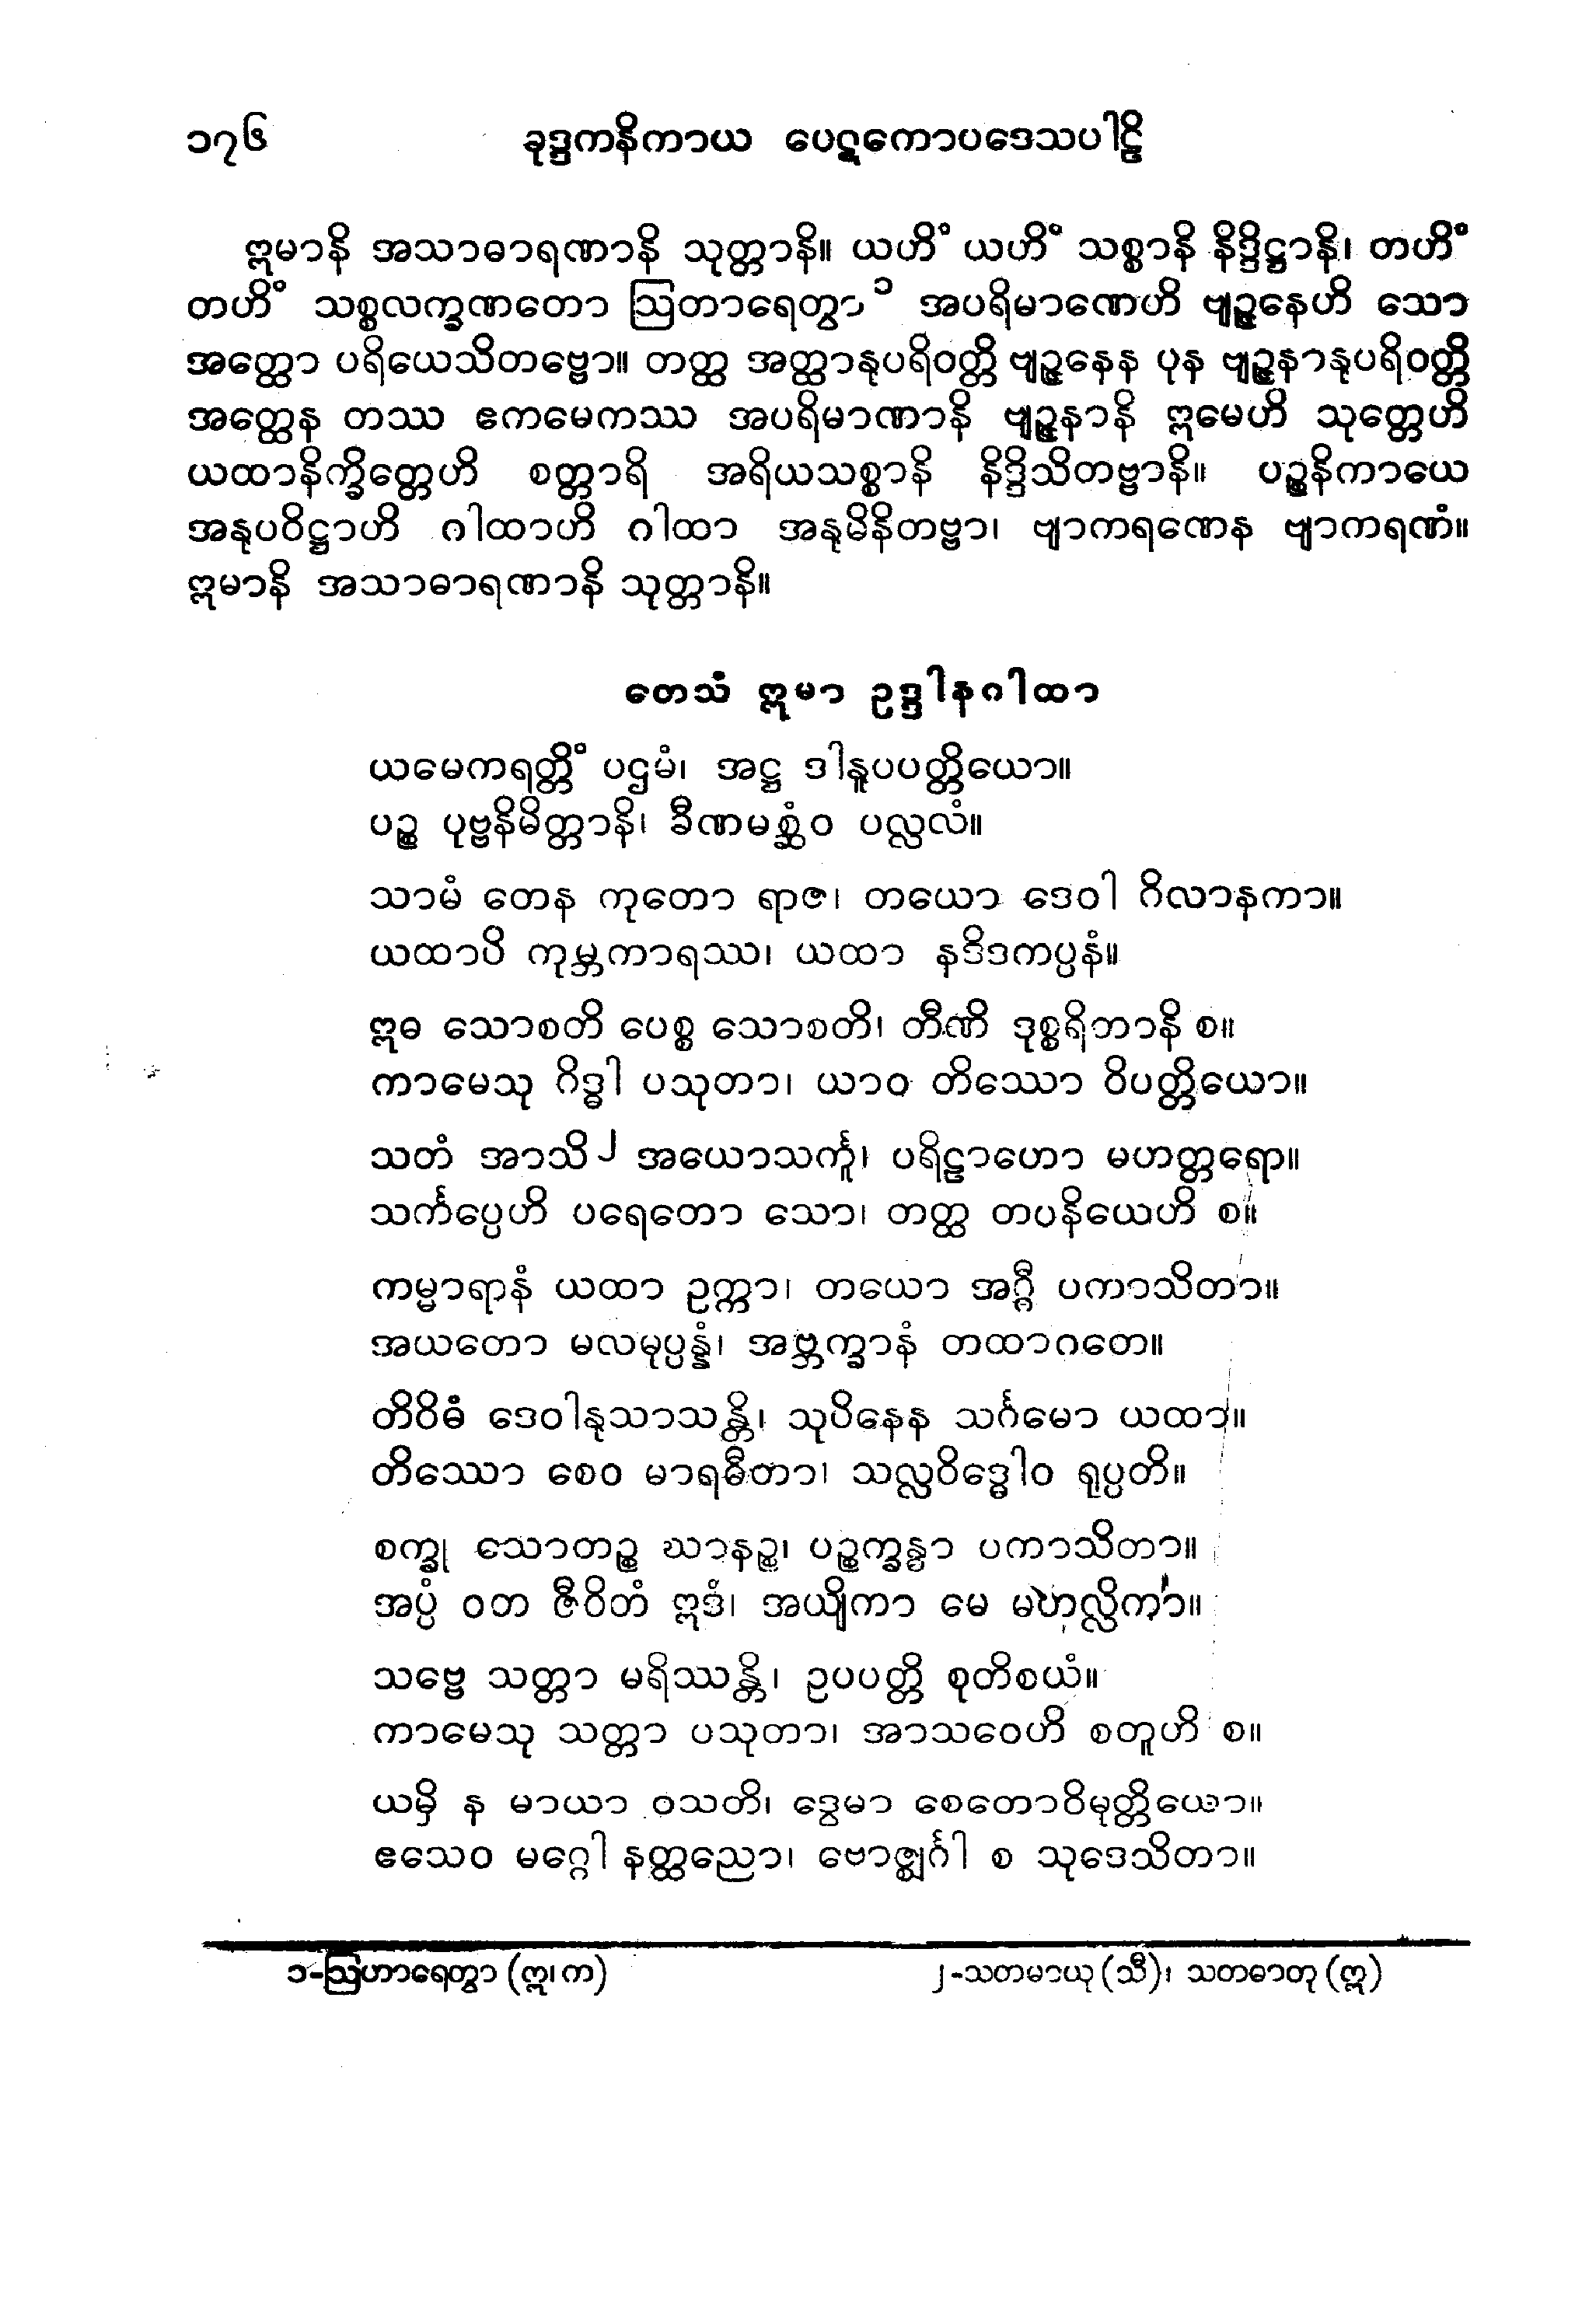 ၁၇၆ ခုဒ္ဒကနိကာယ ပေဋကောပဒေသပါဠိ
ဣမာနိ အသာဓာရဏာနိ သုတ္တာနိ။ ယဟိံ ယဟိံ သစ္စာနိ နိဒ္ဒိဋ္ဌာနိ၊ တဟိံ
တဟိံ သစ္စလက္ခဏတော ဩတာရေတွာ ၁ အပရိမာဏေဟိ ဗျဉ္ဇနေဟိ သော
အတ္ထော ပရိယေသိတဗ္ဗော။ တတ္ထ အတ္ထာနုပရိဝတ္တိ ဗျဉ္ဇနေန ပုန ဗျဉ္ဇနာနုပရိဝတ္တိ
အတ္ထေန တဿ ဧကမေကဿ အပရိမာဏာနိ ဗျဉ္ဇနာနိ ဣမေဟိ သုတ္တေဟိ
ယထာနိက္ခိတ္တေဟိ စတ္တာရိ အရိယသစ္စာနိ နိဒ္ဒိသိတဗ္ဗာနိ။ ပဉ္စနိကာယေ
အနုပဝိဋ္ဌာဟိ ဂါထာဟိ ဂါထာ အနုမိနိတဗ္ဗာ၊ ဗျာကရဏေန ဗျာကရဏံ။
ဣမာနိ အသာဓာရဏာနိ သုတ္တာနိ။
တေသံ ဣမာ ဥဒ္ဒါနဂါထာ
ယမေကရတ္တိံ ပဌမံ၊ အဋ္ဌ ဒါနူပပတ္တိယော။
ပဉ္စ ပုဗ္ဗနိမိတ္တာနိ၊ ခီဏမစ္ဆံဝ ပလ္လလံ။
သာမံ တေန ကုတော ရာဇ၊ တယော ဒေဝါ ဂိလာနကာ။
ယထာပိ ကုမ္ဘကာရဿ၊ ယထာ နဒိဒကပ္ပနံ။
ဣဓ သောစတိ ပေစ္စ သောစတိ၊ တီဏိ ဒုစ္စရိတာနိ စ။
ကာမေသု ဂိဒ္ဓါ ပသုတာ၊ ယာဝ တိဿော ဝိပတ္တိယော။
သတံ အာသိ ၂ အယောသင်္ကူ၊ ပရိဠာဟော မဟတ္တရော။
သင်္ကပ္ပေဟိ ပရေတော သော၊ တတ္ထ တပနိယေဟိ စ။
ကမ္မာရာနံ ယထာ ဥက္ကာ၊ တယော အဂ္ဂီ ပကာသိတာ။
အယတော မလမုပ္ပန္နံ၊ အဗ္ဘက္ခာနံ တထာဂတေ။
တိဝိဓံ ဒေဝါနုသာသန္တိ၊ သုပိနေန သင်္ဂမော ယထာ။
တိဿော စေဝ မာရဓီတာ၊ သလ္လဝိဒ္ဓေါဝ ရုပ္ပတိ။
စက္ခု သောတဉ္စ ဃာနဉ္စ၊ ပဉ္စက္ခန္ဓာ ပကာသိတာ။
အပ္ပံ ဝတ ဇီဝိတံ ဣဒံ၊ အယျိကာ မေ မဟလ္လိကာ။
သဗ္ဗေ သတ္တာ မရိဿန္တိ၊ ဥပပတ္တိ စုတိစယံ။
ကာမေသု သတ္တာ ပသုတာ၊ အာသဝေဟိ စတူဟိ စ။
ယမှိ န မာယာ ဝသတိ၊ ဒွေမာ စေတောဝိမုတ္တိယော။
ဧသေဝ မဂ္ဂေါ နတ္ထညော၊ ဗောဇ္ဈင်္ဂါ စ သုဒေသိတာ။
၁-ဩဟာရေတွာ (ဣ၊ က) ၂-သတမာယု (သီ)၊ သတဓာတု (ဣ)